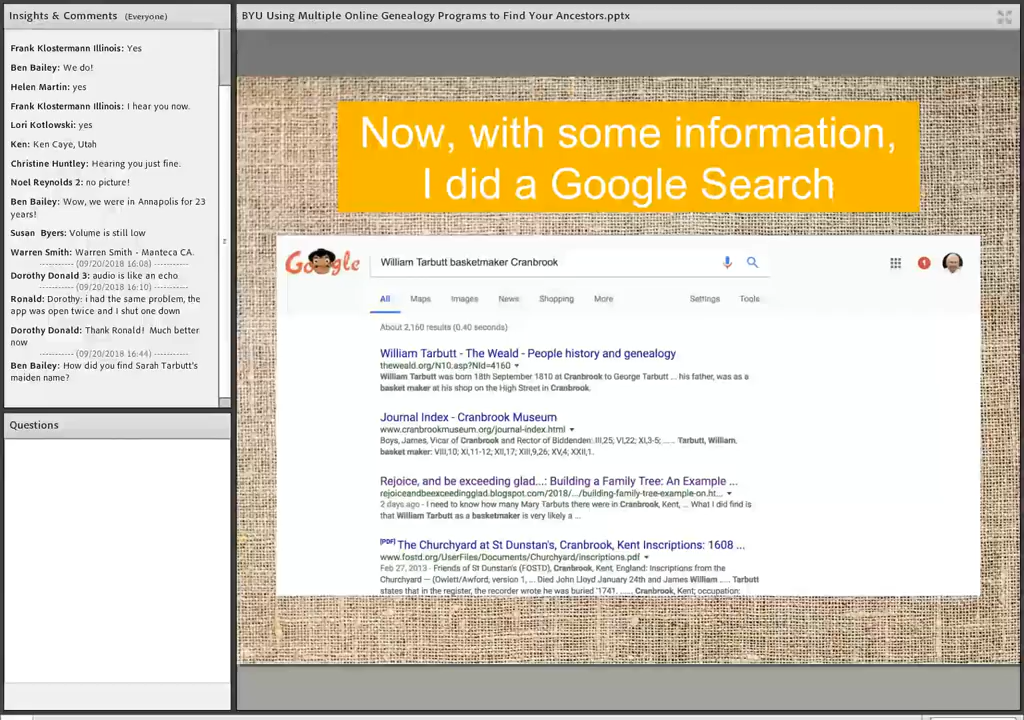 Insights & Comments (Everyone)
Frank Klostermann Illinois: Yes
Ben Bailey: We do!
Helen Martin: yes
Frank Klostermann Illinois: I hear you now.
Lori Kotlowski: yes
Ken: Ken Caye, Utah
Christine Huntley: Hearing you just fine.
Noel Reynolds 2: no picture!
Ben Bailey: Wow, we were in Annapolis for 23
years!
Susan Byers: Volume is still low
Warren Smith: Warren Smith - Manteca CA.
----------- (09/20/2018 16:08) -----------
Dorothy Donald 3: audio is like an echo
----------- (09/20/2018 16:10) -----------
Ronald: Dorothy: i had the same problem, the
app was open twice and I shut one down
Dorothy Donald: Thank Ronald! Much better
now
----------- (09/20/2018 16:44) -----------
Ben Bailey: How did you find Sarah Tarbutt's
maiden name?
Questions
BYU Using Multiple Online Genealogy Programs to Find Your Ancestors.pptx
Now, with some information,
I did a Google Search
Google
William Tarbutt basketmaker Cranbrook
1
All Maps Images News Shopping More Settings Tools
About 2,160 results (0.40 seconds)
William Tarbutt - The Weald - People history and genealogy
theweald.org/N10.asp?NId=4160
William Tarbutt was born 18th September 1810 at Cranbrook to George Tarbutt ... his father, was as a
basket maker at his shop on the High Street in Cranbrook.
Journal Index - Cranbrook Museum
www.cranbrookmuseum.org/journal-index.html
Boys, James, Vicar of Cranbrook and Rector of Biddenden: III,25; VI,22; XI,3-5; ..... Tarbutt, William,
basket maker: VIII,10; XI,11-12; XII,17; XIII,9,26; XV,4; XXII,1.
Rejoice, and be exceeding glad...: Building a Family Tree: An Example ...
rejoiceandbeexceedingglad.blogspot.com/2018/.../building-family-tree-example-on.ht...
2 days ago - I need to know how many Mary Tarbutts there were in Cranbrook, Kent, ... What I did find is
that William Tarbutt as a basketmaker is very likely a ...
[PDF] The Churchyard at St Dunstan's, Cranbrook, Kent Inscriptions: 1608 ...
www.fostd.org/UserFiles/Documents/Churchyard/inscriptions.pdf
Feb 27, 2013 - Friends of St Dunstan's (FOSTD), Cranbrook, Kent, England: Inscriptions from the
Churchyard — (Owlett/Awford, version 1, ... Died John Lloyd January 24th and James William ..... Tarbutt
states that in the register, the recorder wrote he was buried '1741. ...... Cranbrook, Kent; occupation: